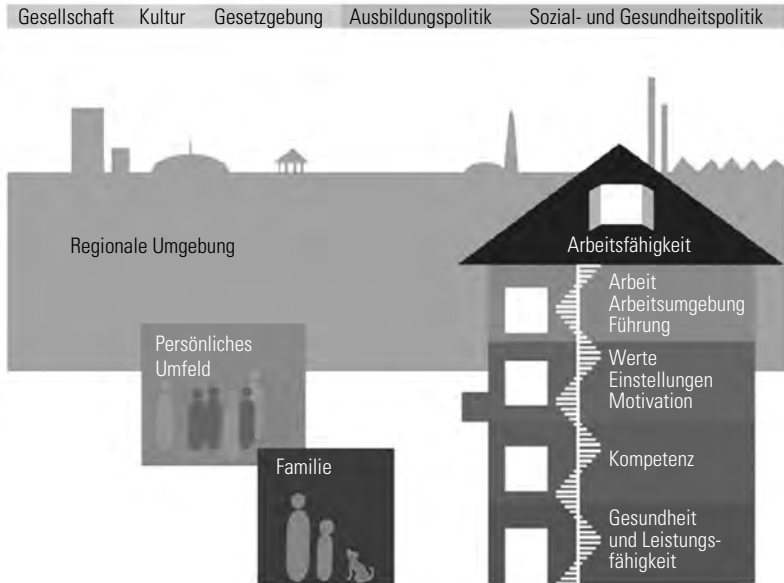 Gesellschaft Kultur Gesetzgebung Ausbildungspolitik Sozial- und Gesundheitspolitik
Regionale Umgebung
Persönliches
Umfeld
Familie
Arbeitsfähigkeit
Arbeit
Arbeitsumgebung
Führung
Werte
Einstellungen
Motivation
Kompetenz
Gesundheit
und Leistungs-
fähigkeit